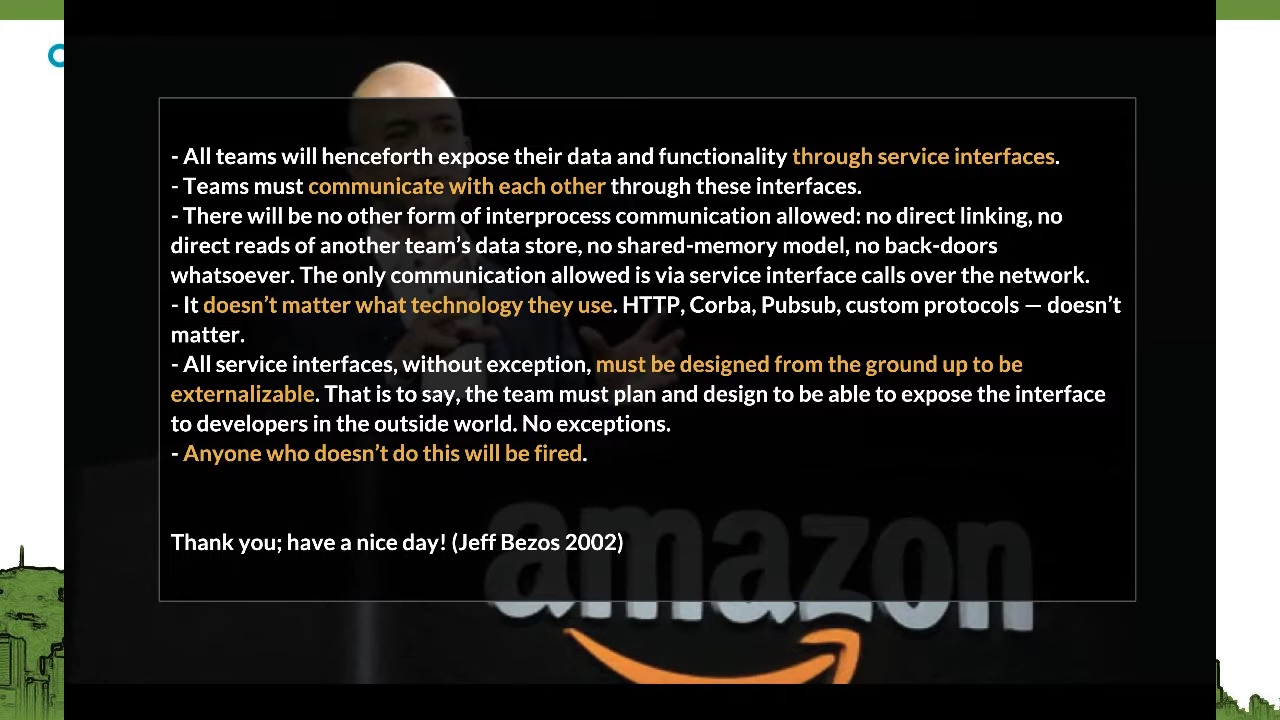 - All teams will henceforth expose their data and functionality through service interfaces.
- Teams must communicate with each other through these interfaces.
- There will be no other form of interprocess communication allowed: no direct linking, no
direct reads of another team’s data store, no shared-memory model, no back-doors
whatsoever. The only communication allowed is via service interface calls over the network.
- It doesn’t matter what technology they use. HTTP, Corba, Pubsub, custom protocols — doesn’t
matter.
- All service interfaces, without exception, must be designed from the ground up to be
externalizable. That is to say, the team must plan and design to be able to expose the interface
to developers in the outside world. No exceptions.
- Anyone who doesn’t do this will be fired.
Thank you; have a nice day! (Jeff Bezos 2002)
amazon